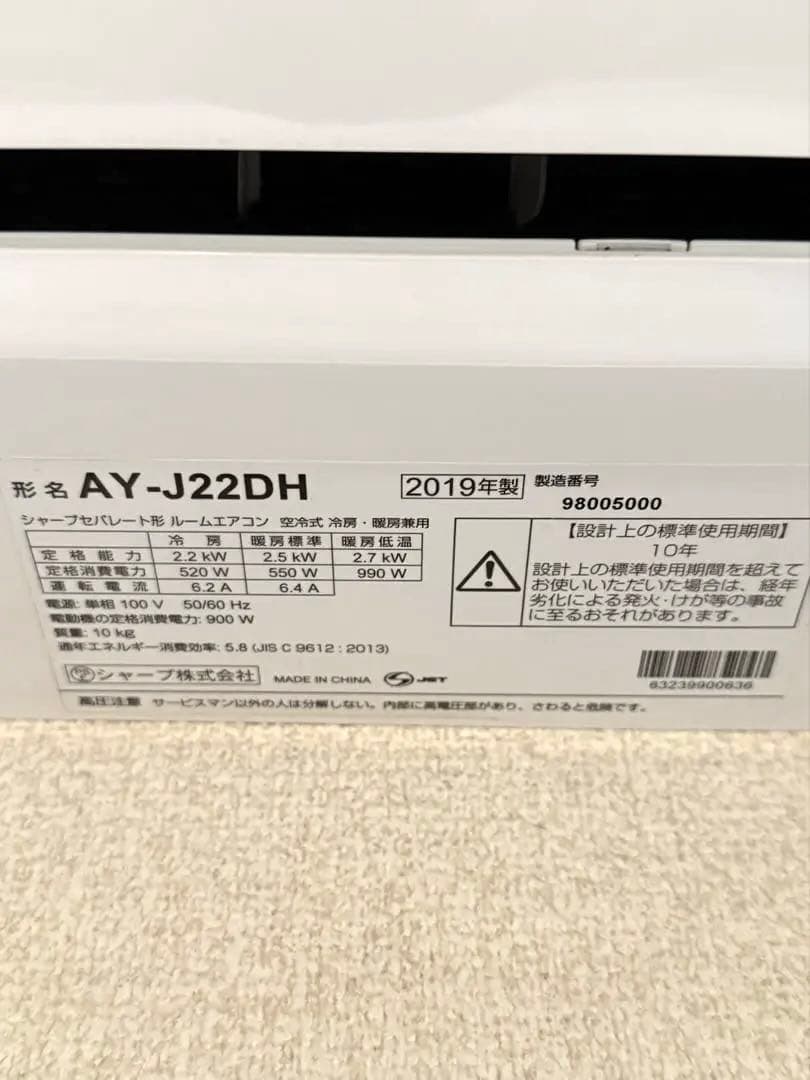 形名 AY-J22DH 2019年製 製造番号
98005000
シャープセパレート形 ルームエアコン 空冷式 冷房・暖房兼用
冷 房 暖房標準 暖房低温
定格能力 2.2 kW 2.5 kW 2.7 kW
定格消費電力 520 W 550 W 990 W
運転電流 6.2 A 6.4 A
電源: 単相 100 V 50/60 Hz
電動機の定格消費電力: 900 W
質量: 10 kg
通年エネルギー消費効率: 5.8 (JIS C 9612 : 2013)
シャープ株式会社 MADE IN CHINA JET
高圧注意 サービスマン以外の人は分解しない。内部に高電圧部があり、さわると危険です。
【設計上の標準使用期間】
10年
設計上の標準使用期間を超えて
お使いいただいた場合は、経年
劣化による発火・けが等の事故
に至るおそれがあります。
63239900636